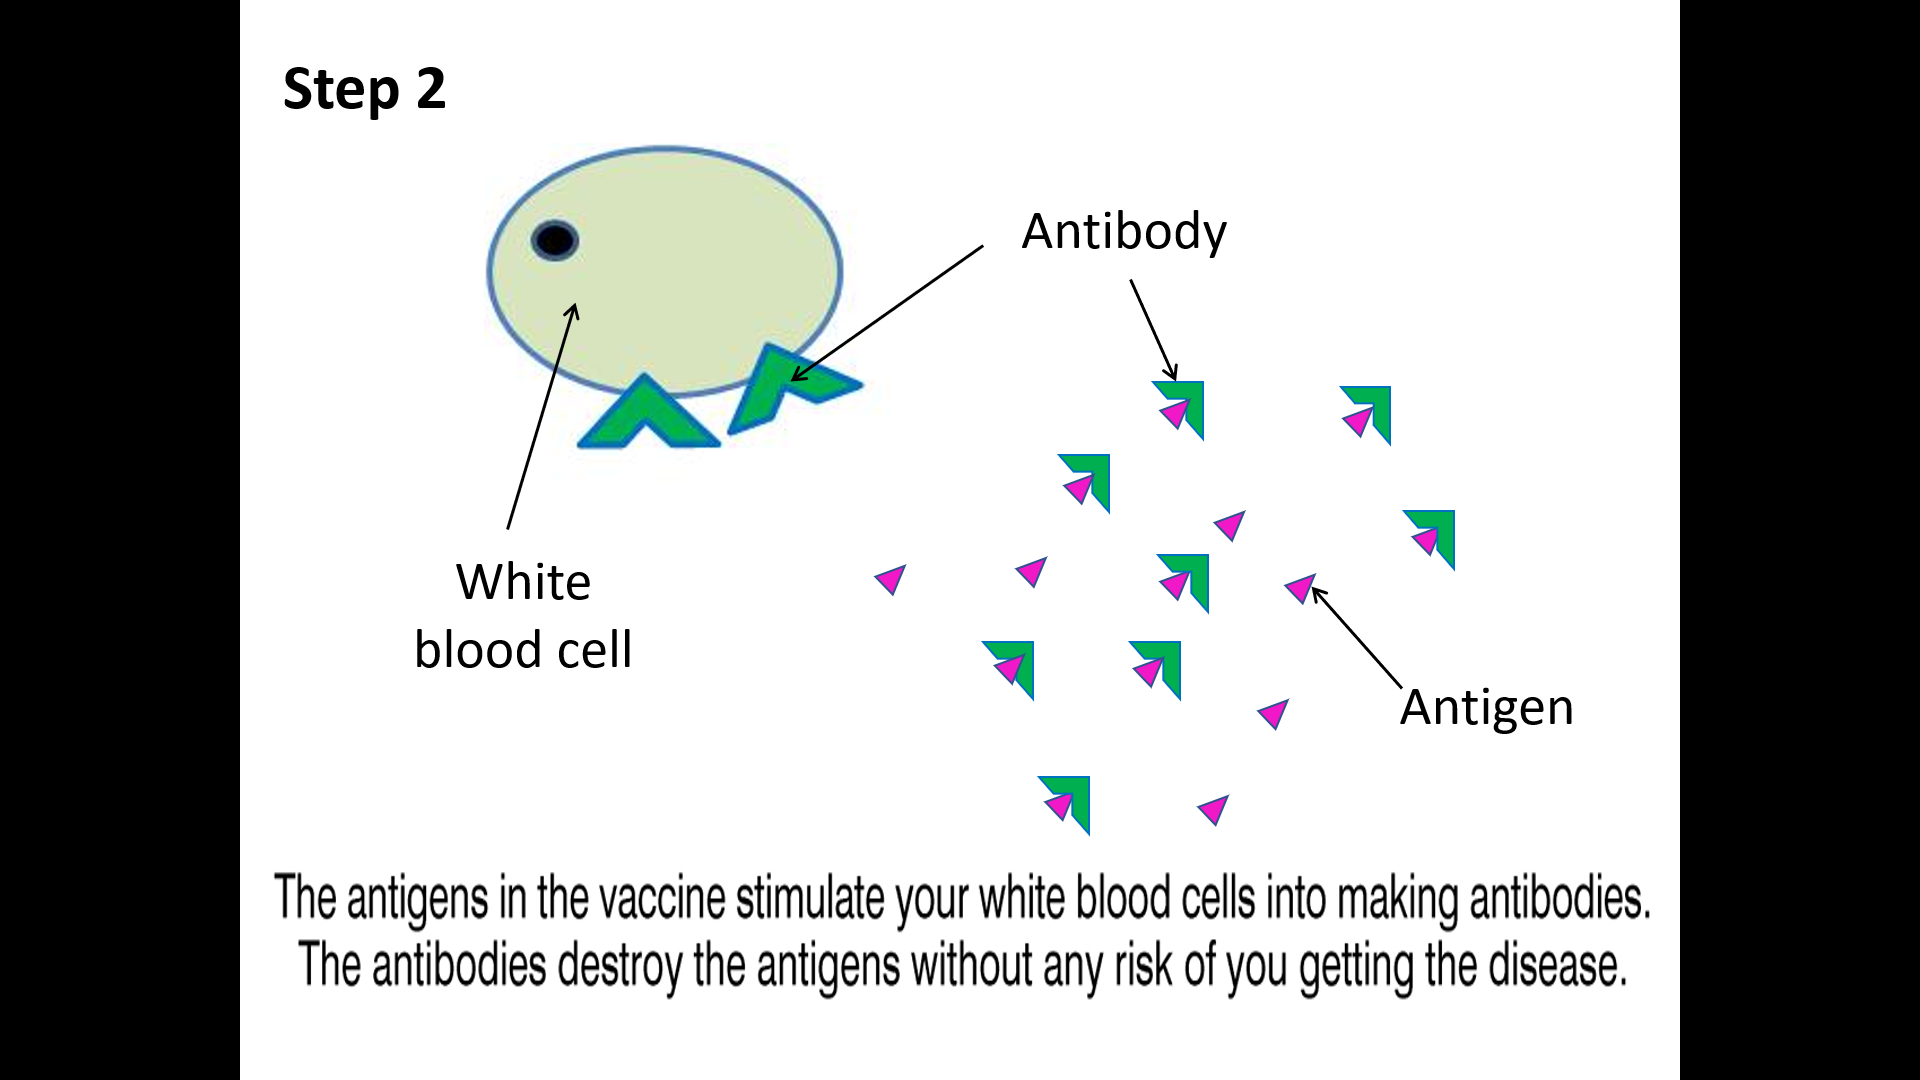 Step 2
Antibody
White
blood cell
Antigen
The antigens in the vaccine stimulate your white blood cells into making antibodies.
The antibodies destroy the antigens without any risk of you getting the disease.